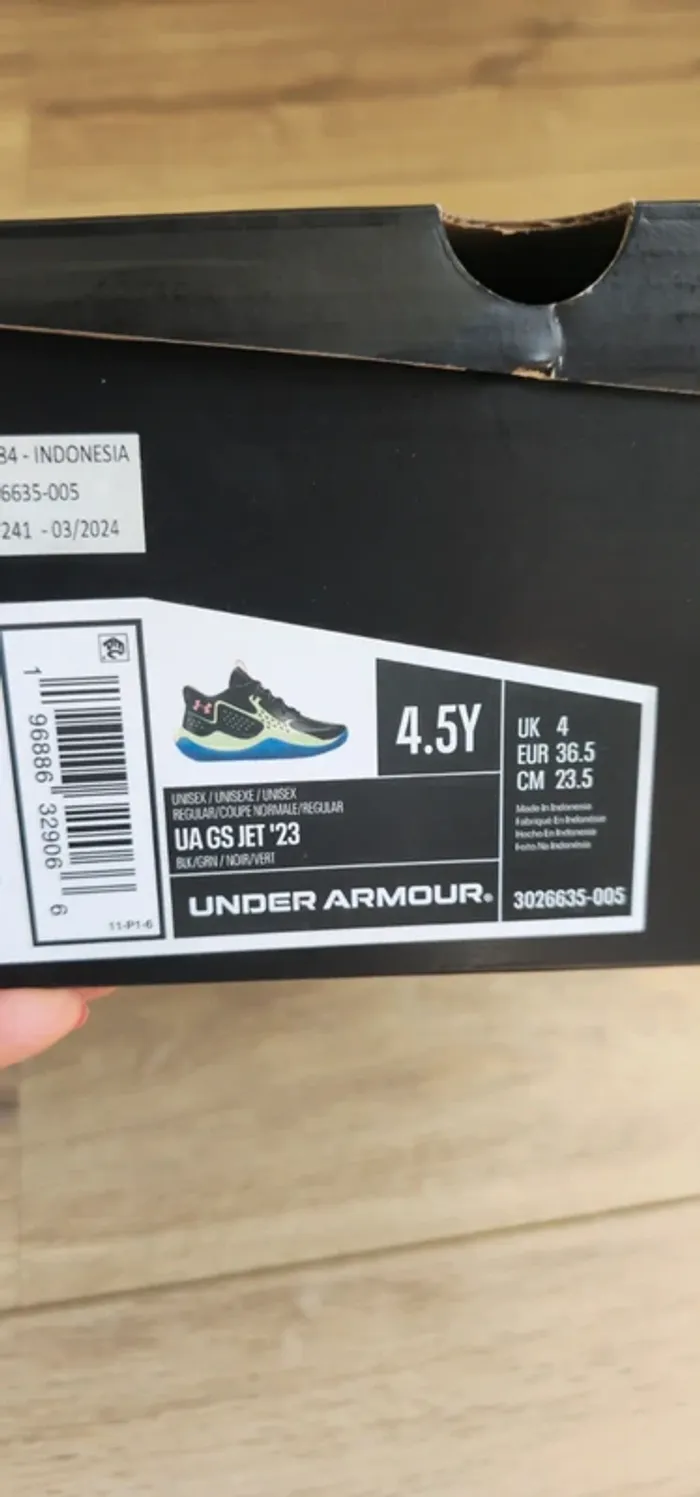 84 - INDONESIA
6635-005
241 - 03/2024
1 96886 32906 6
11-P1-6
4.5Y
UNISEX / UNISEXE / UNISEX
REGULAR/COUPE NORMALE/REGULAR
UA GS JET '23
BLK/GRN / NOIR/VERT
UNDER ARMOUR®
UK 4
EUR 36.5
CM 23.5
Made In Indonesia
Fabriqué En Indonésie
Hecho En Indonesia
Feito Na Indonésia
3026635-005